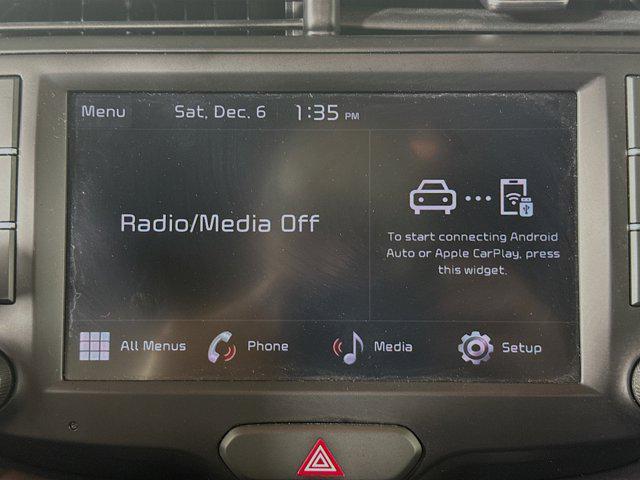 Menu Sat, Dec. 6 1:35 PM
Radio/Media Off
To start connecting Android
Auto or Apple CarPlay, press
this widget.
All Menus Phone Media Setup